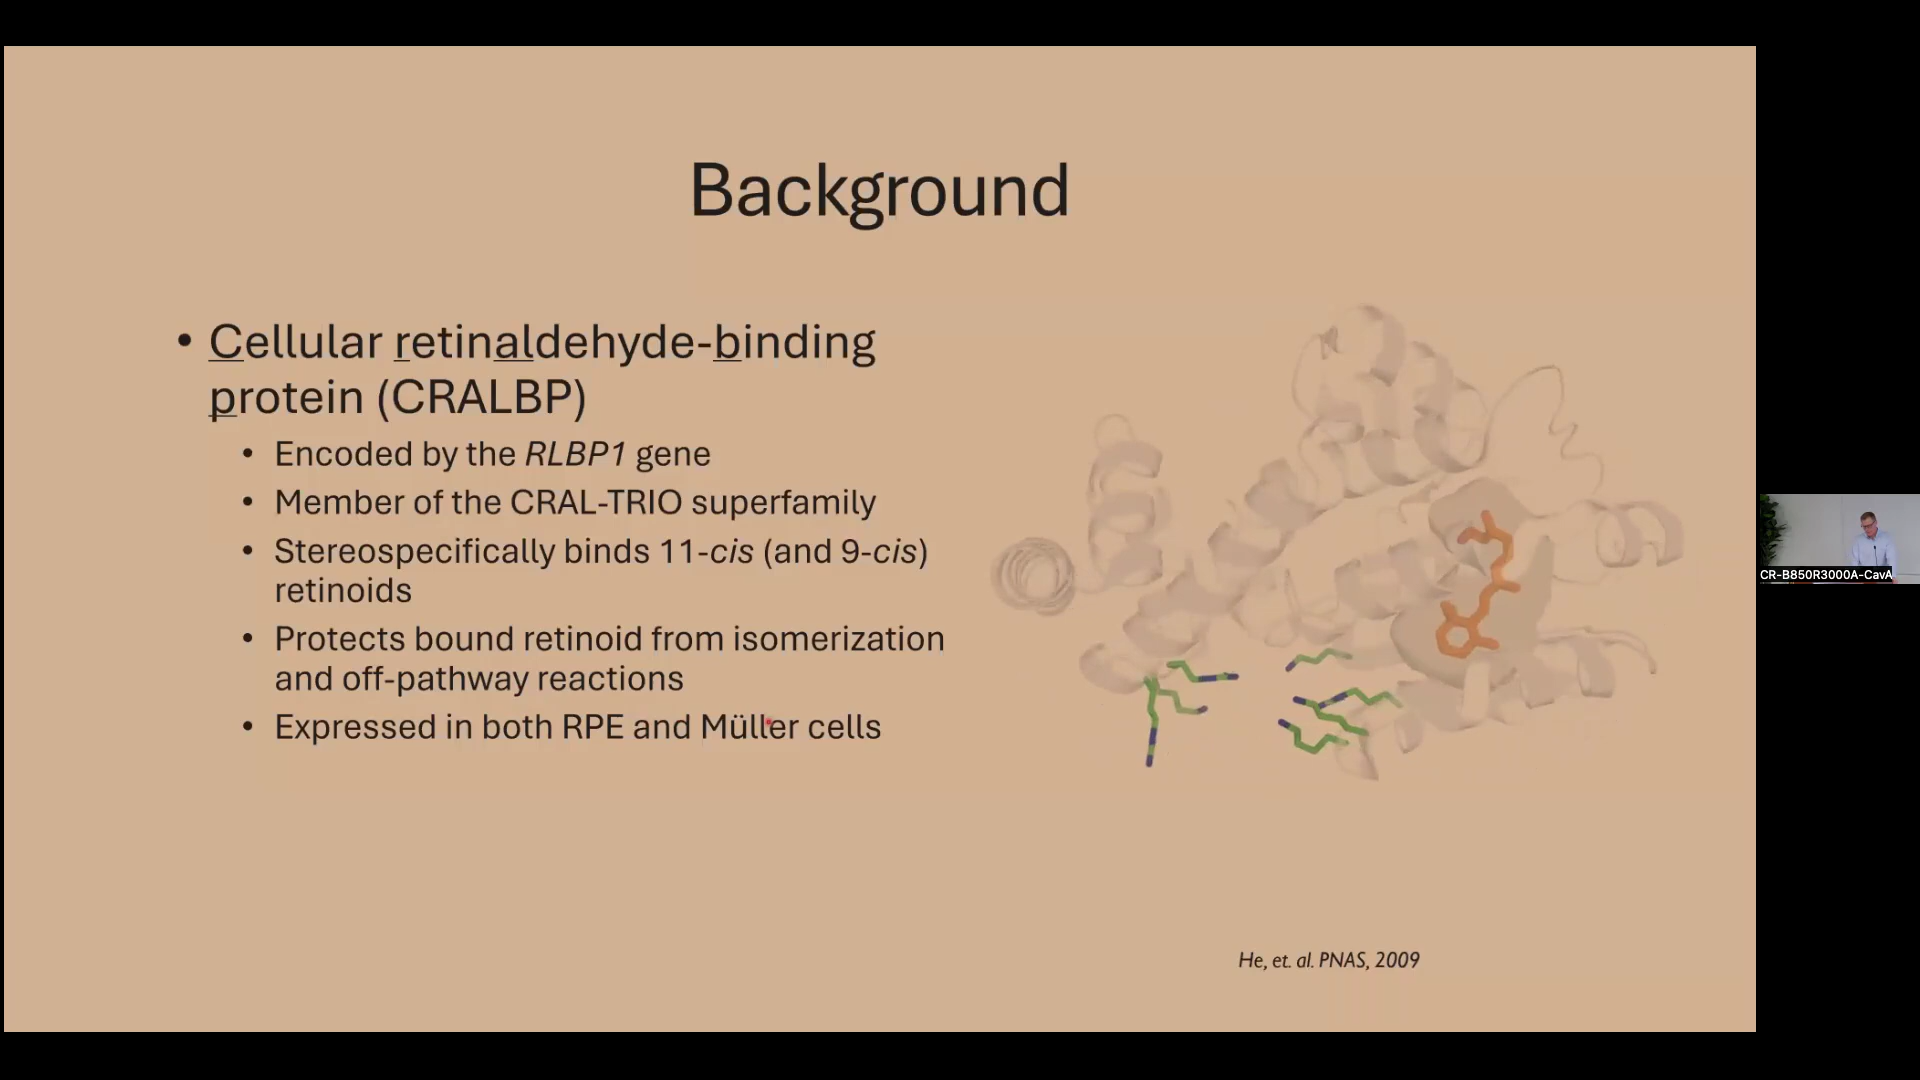 Background
• Cellular retinaldehyde-binding
protein (CRALBP)
• Encoded by the RLBP1 gene
• Member of the CRAL-TRIO superfamily
• Stereospecifically binds 11-cis (and 9-cis)
retinoids
• Protects bound retinoid from isomerization
and off-pathway reactions
• Expressed in both RPE and Müller cells
He, et. al. PNAS, 2009
CR-B850R3000A-CavA